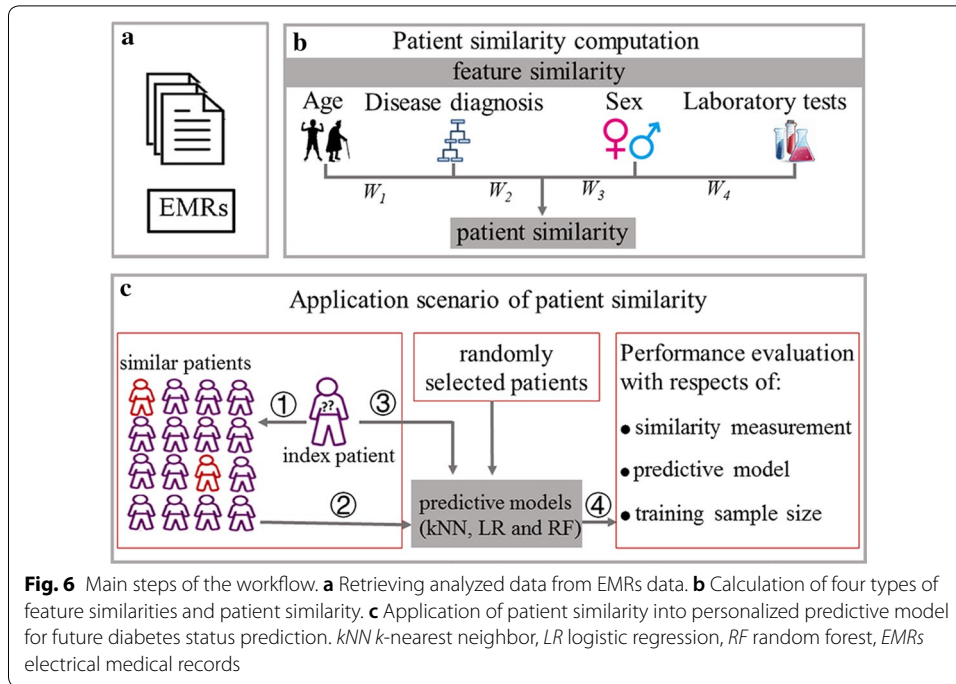 a
EMRs
b
Patient similarity computation
feature similarity
Age Disease diagnosis Sex Laboratory tests
W1 W2 W3 W4
patient similarity
c
Application scenario of patient similarity
similar patients
① ?? ③
index patient
②
randomly
selected patients
predictive models
(kNN, LR and RF)
④
Performance evaluation
with respects of:
● similarity measurement
● predictive model
● training sample size
Fig. 6 Main steps of the workflow. a Retrieving analyzed data from EMRs data. b Calculation of four types of
feature similarities and patient similarity. c Application of patient similarity into personalized predictive model
for future diabetes status prediction. kNN k-nearest neighbor, LR logistic regression, RF random forest, EMRs
electrical medical records